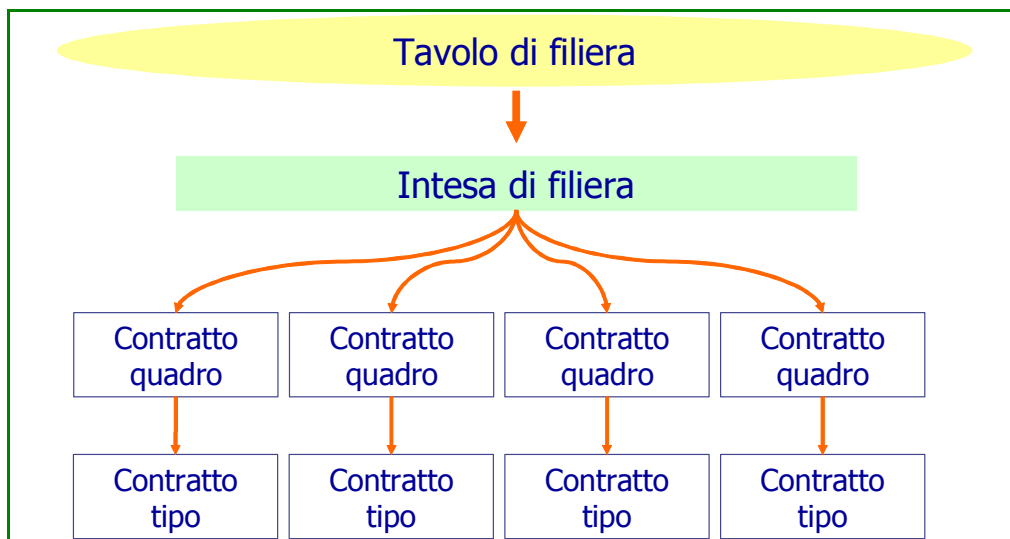 Tavolo di filiera
Intesa di filiera
Contratto
quadro
Contratto
quadro
Contratto
quadro
Contratto
quadro
Contratto
tipo
Contratto
tipo
Contratto
tipo
Contratto
tipo